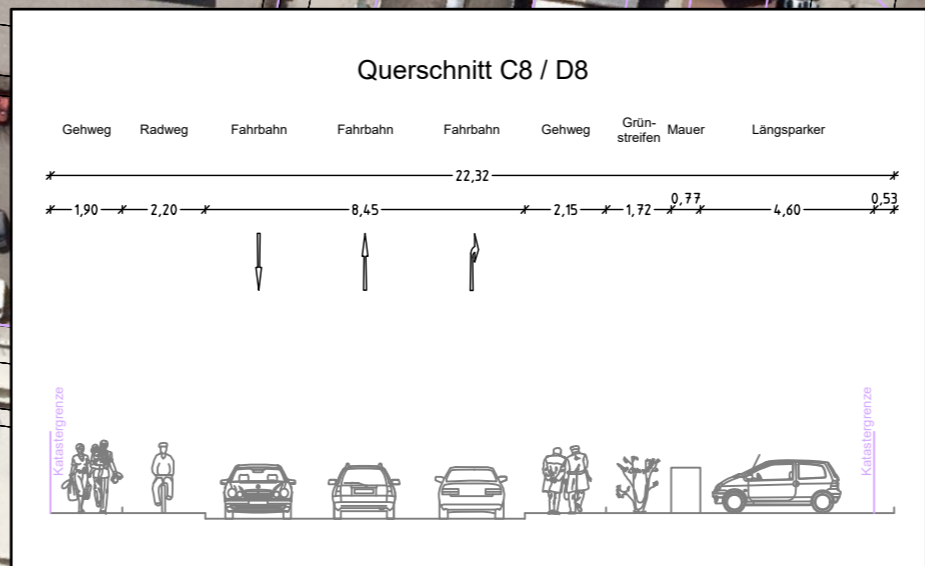 Querschnitt C8 / D8
Gehweg Radweg Fahrbahn Fahrbahn Fahrbahn Gehweg Grün-
streifen Mauer Längsparker
22,32
1,90 2,20 8,45 2,15 1,72 0,77 4,60 0,53
Katastergrenze
Katastergrenze